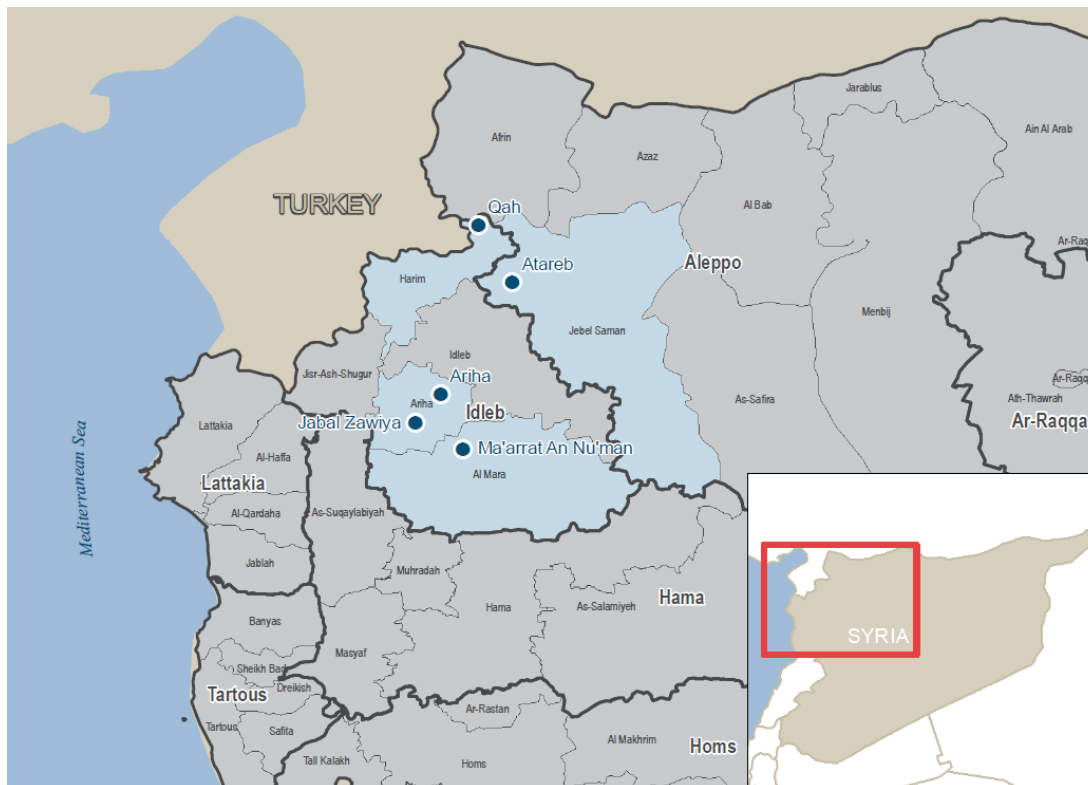 Jarablus
Afrin
Ain Al Arab
Azaz
TURKEY
Qah
Al Bab
Ar-Raqq
Atareb
Aleppo
Harim
Menbij
Jebel Saman
Idleb
Jisr-Ash-Shugur
Ariha
Ar-Raqqa
Ariha
As-Safira
Ath-Thawrah
Idleb
Ar-Raqqa
Jabal Zawiya
Lattakia
Ma'arrat An Nu'man
Al-Haffa
Al Mara
Lattakia
Mediterranean Sea
Al-Qardaha
As-Suqaylabiyah
Jablah
Muhradah
Hama
As-Salamiyeh
Hama
Banyas
SYRIA
Masyaf
Sheikh Badr
Dreikish
Tartous
Ar-Rastan
Tartous
Safita
Al Makhrim
Homs
Tall Kalakh
Homs